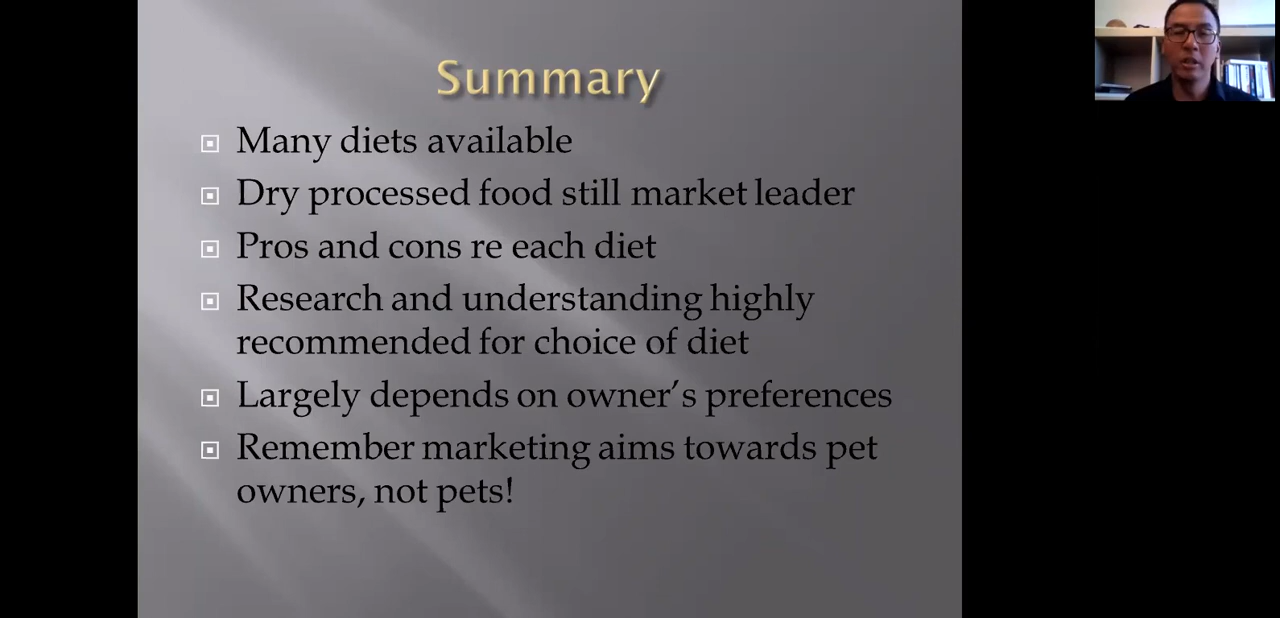 Summary
Many diets available
Dry processed food still market leader
Pros and cons re each diet
Research and understanding highly
recommended for choice of diet
Largely depends on owner’s preferences
Remember marketing aims towards pet
owners, not pets!